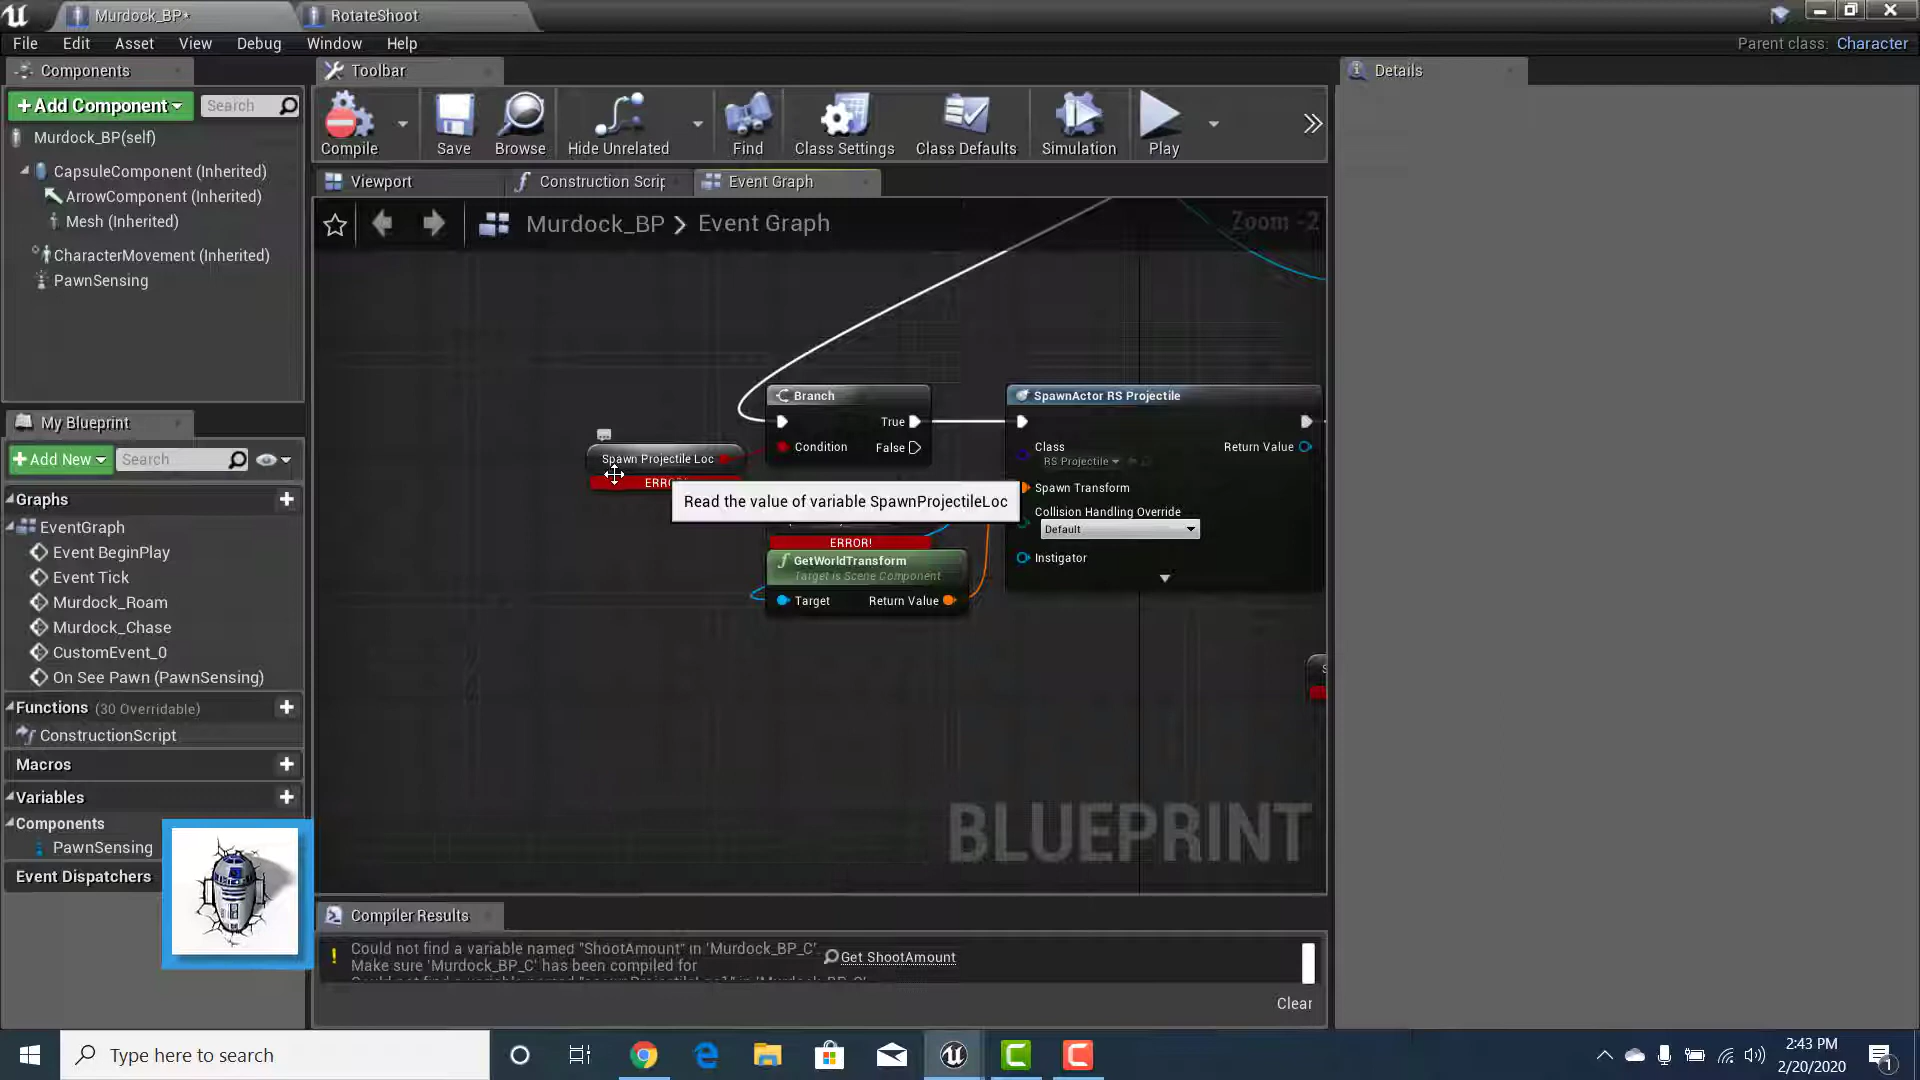 Murdock_BP*
RotateShoot
File
Edit
Asset
View
Debug
Window
Help
Parent class: Character
Components
Toolbar
Details
+Add Component
Search
Compile
Save
Browse
Hide Unrelated
Find
Class Settings
Class Defaults
Simulation
Play
Murdock_BP(self)
CapsuleComponent (Inherited)
ArrowComponent (Inherited)
Mesh (Inherited)
CharacterMovement (Inherited)
PawnSensing
Viewport
Construction Scrip
Event Graph
Murdock_BP > Event Graph
Zoom -2
Branch
True
Condition
False
Spawn Projectile Loc
Read the value of variable SpawnProjectileLoc
ERROR!
GetWorldTransform
Target is Scene Component
Target
Return Value
SpawnActor RS Projectile
Class
RS Projectile
Return Value
Spawn Transform
Collision Handling Override
Default
Instigator
BLUEPRINT
My Blueprint
+Add New
Search
Graphs
EventGraph
Event BeginPlay
Event Tick
Murdock_Roam
Murdock_Chase
CustomEvent_0
On See Pawn (PawnSensing)
Functions (30 Overridable)
ConstructionScript
Macros
Variables
Components
PawnSensing
Event Dispatchers
Compiler Results
Could not find a variable named "ShootAmount" in 'Murdock_BP_C'.
Make sure 'Murdock_BP_C' has been compiled for
Get ShootAmount
Clear
Type here to search
2:43 PM
2/20/2020
1